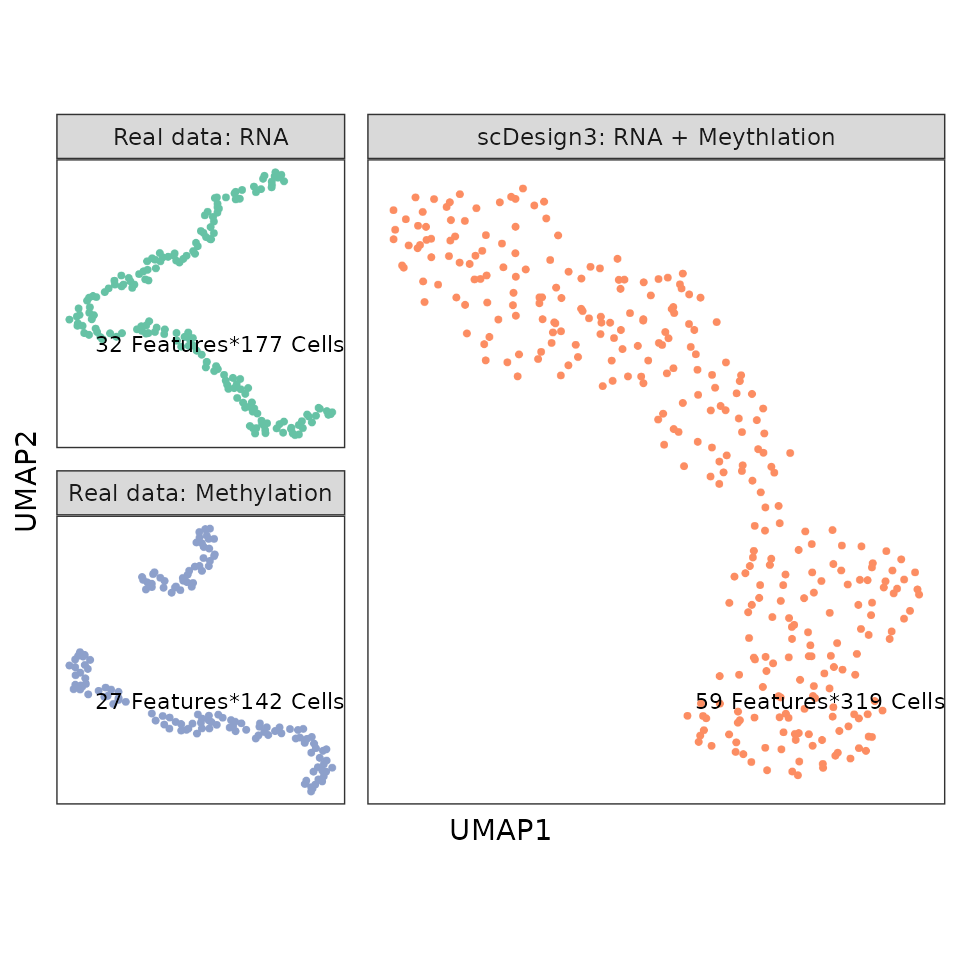 Real data: RNA
32 Features*177 Cells
Real data: Methylation
27 Features*142 Cells
scDesign3: RNA + Meythlation
59 Features*319 Cells
UMAP2
UMAP1